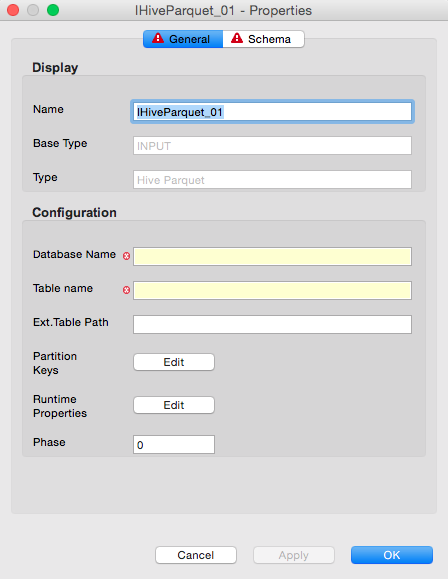 IHiveParquet_01 - Properties
General Schema
Display
Name IHiveParquet_01
Base Type INPUT
Type Hive Parquet
Configuration
Database Name
Table name
Ext.Table Path
Partition
Keys Edit
Runtime
Properties Edit
Phase 0
Cancel Apply OK